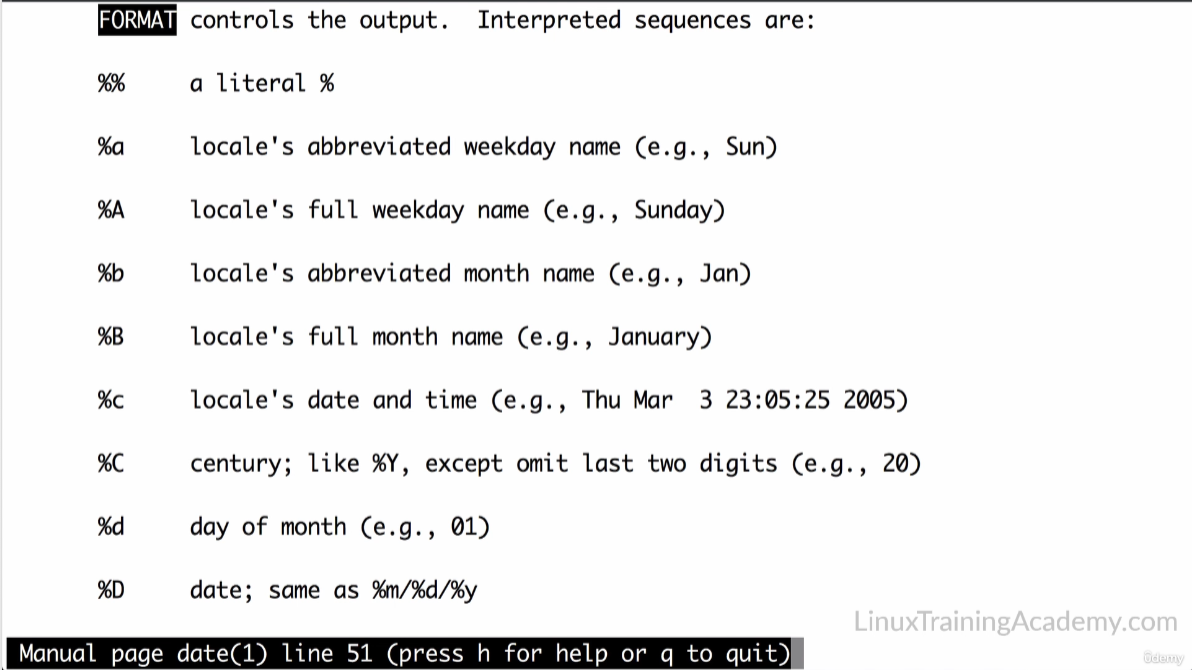 FORMAT controls the output.  Interpreted sequences are:
%%     a literal %
%a     locale's abbreviated weekday name (e.g., Sun)
%A     locale's full weekday name (e.g., Sunday)
%b     locale's abbreviated month name (e.g., Jan)
%B     locale's full month name (e.g., January)
%c     locale's date and time (e.g., Thu Mar  3 23:05:25 2005)
%C     century; like %Y, except omit last two digits (e.g., 20)
%d     day of month (e.g., 01)
%D     date; same as %m/%d/%y
LinuxTrainingAcademy.com
Manual page date(1) line 51 (press h for help or q to quit)
ûdemy